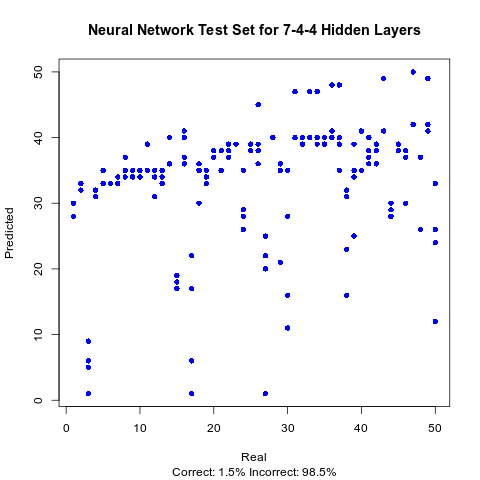 Neural Network Test Set for 7-4-4 Hidden Layers
50
40
30
20
10
0
Predicted
0 10 20 30 40 50
Real
Correct: 1.5% Incorrect: 98.5%